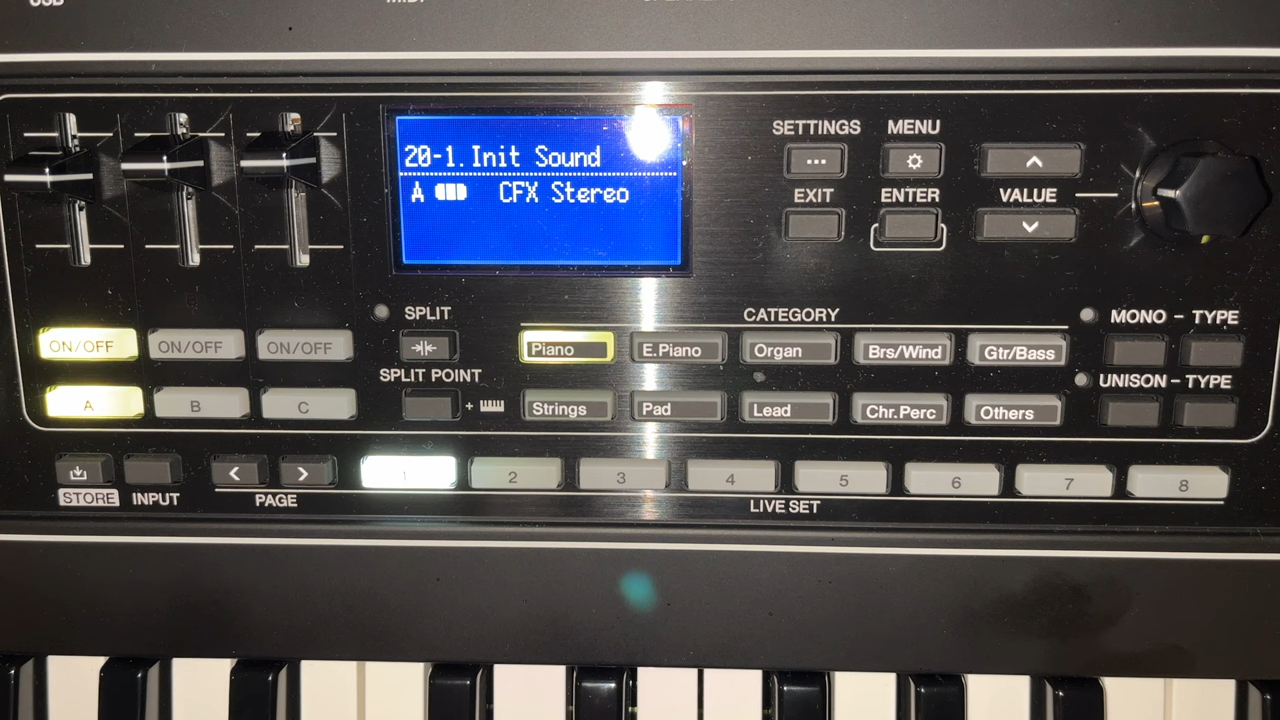 USB MIDI
SETTINGS MENU
20-1.Init Sound
A CFX Stereo
EXIT ENTER VALUE
SPLIT CATEGORY MONO - TYPE
ON/OFF ON/OFF ON/OFF Piano E.Piano Organ Brs/Wind Gtr/Bass
SPLIT POINT UNISON - TYPE
A B C + Strings Pad Lead Chr.Perc Others
< > 1 2 3 4 5 6 7 8
STORE INPUT PAGE LIVE SET